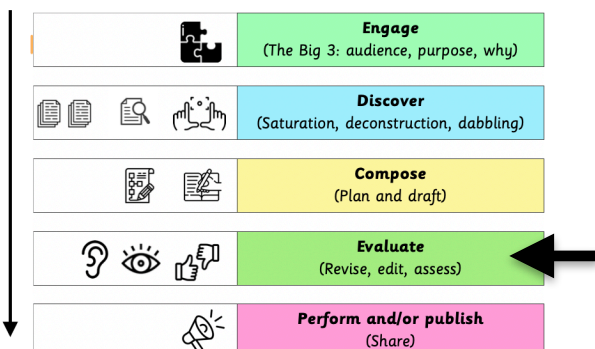 Engage
(The Big 3: audience, purpose, why)
Discover
(Saturation, deconstruction, dabbling)
Compose
(Plan and draft)
Evaluate
(Revise, edit, assess)
Perform and/or publish
(Share)